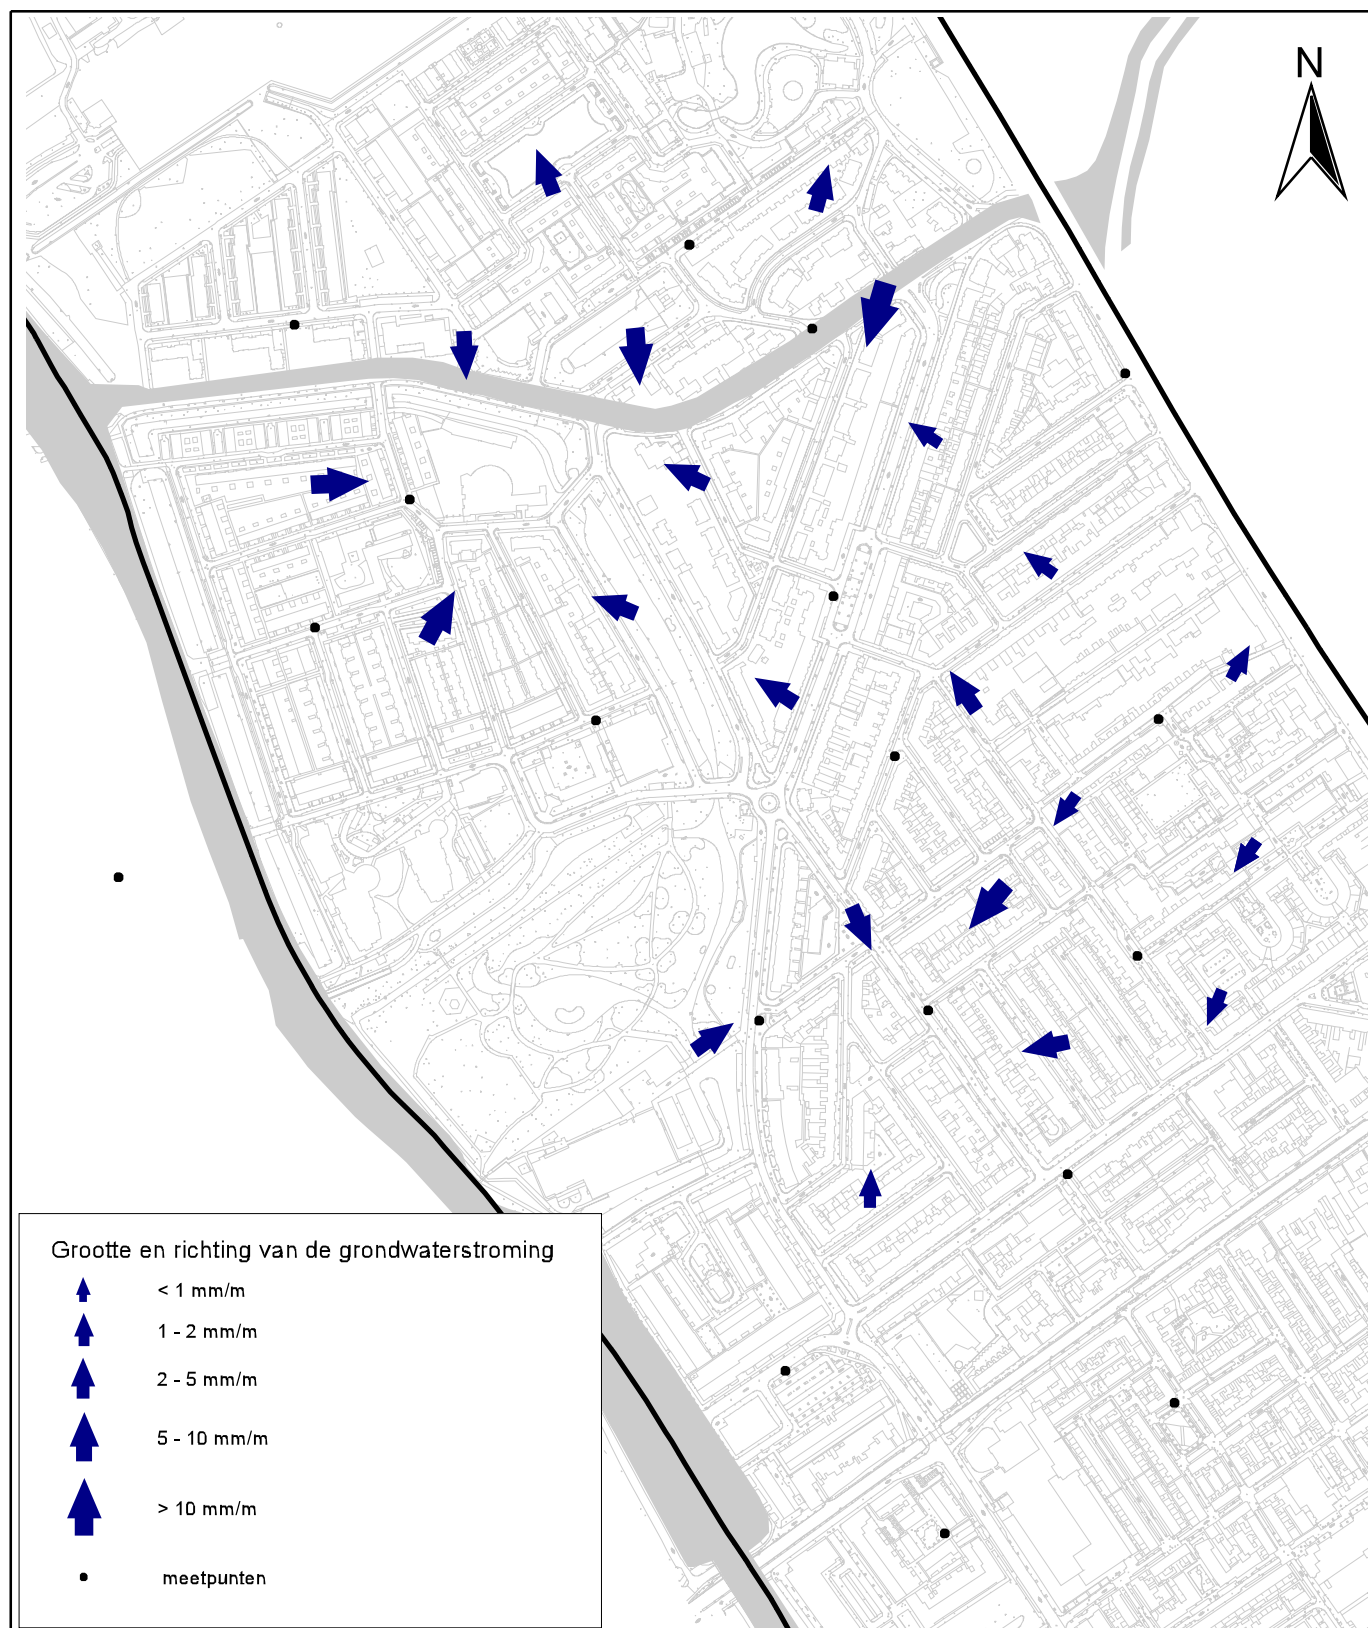 N
Grootte en richting van de grondwaterstroming
< 1 mm/m
1 - 2 mm/m
2 - 5 mm/m
5 - 10 mm/m
> 10 mm/m
meetpunten